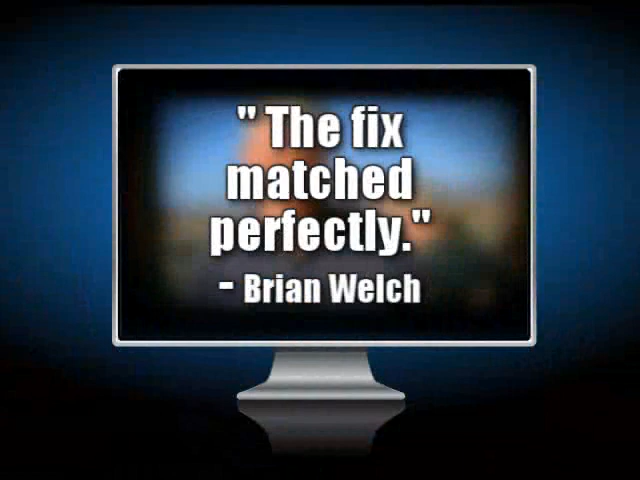 " The fix
matched
perfectly."
- Brian Welch